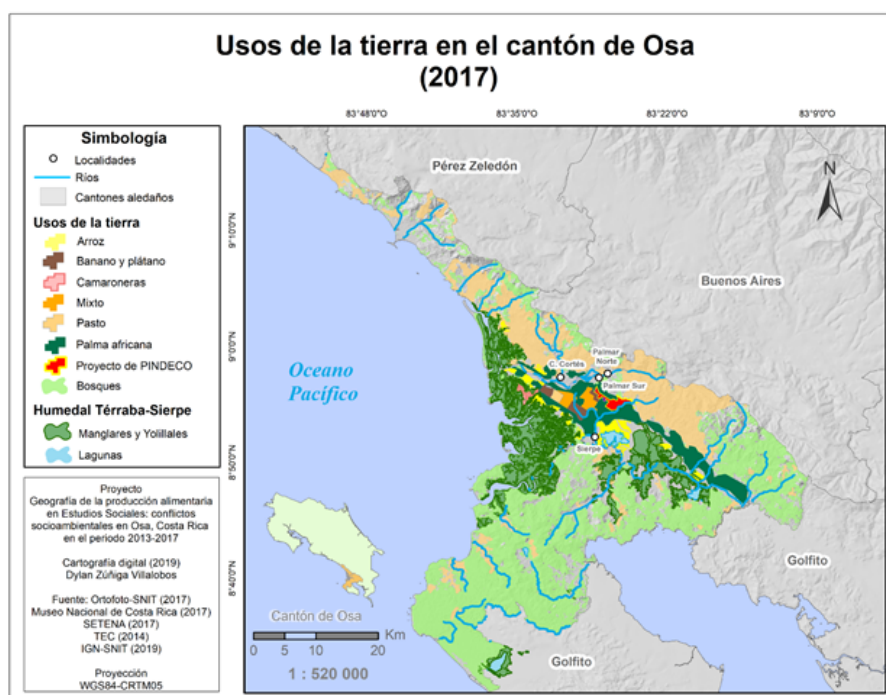 Usos de la tierra en el cantón de Osa
(2017)
83°48'0"O
83°35'0"O
83°22'0"O
83°9'0"O
Simbología
Localidades
Ríos
Cantones aledaños
Usos de la tierra
Arroz
Banano y plátano
Camaroneras
Mixto
Pasto
Palma africana
Proyecto de PINDECO
Bosques
Humedal Térraba-Sierpe
Manglares y Yolillales
Lagunas
Proyecto
Geografía de la producción alimentaria
en Estudios Sociales: conflictos
socioambientales en Osa, Costa Rica
en el periodo 2013-2017
Cartografía digital (2019)
Dylan Zúñiga Villalobos
Fuente: Ortofoto-SNIT (2017)
Museo Nacional de Costa Rica (2017)
SETENA (2017)
TEC (2014)
IGN-SNIT (2019)
Proyección
WGS84-CRTM05
9°10'0"N
9°0'0"N
8°50'0"N
8°40'0"N
N
Pérez Zeledón
Buenos Aires
Oceano
Pacífico
C. Cortés
Palmar
Norte
Palmar Sur
Sierpe
Golfito
Golfito
Cantón de Osa
0 5 10 20 Km
1 : 520 000